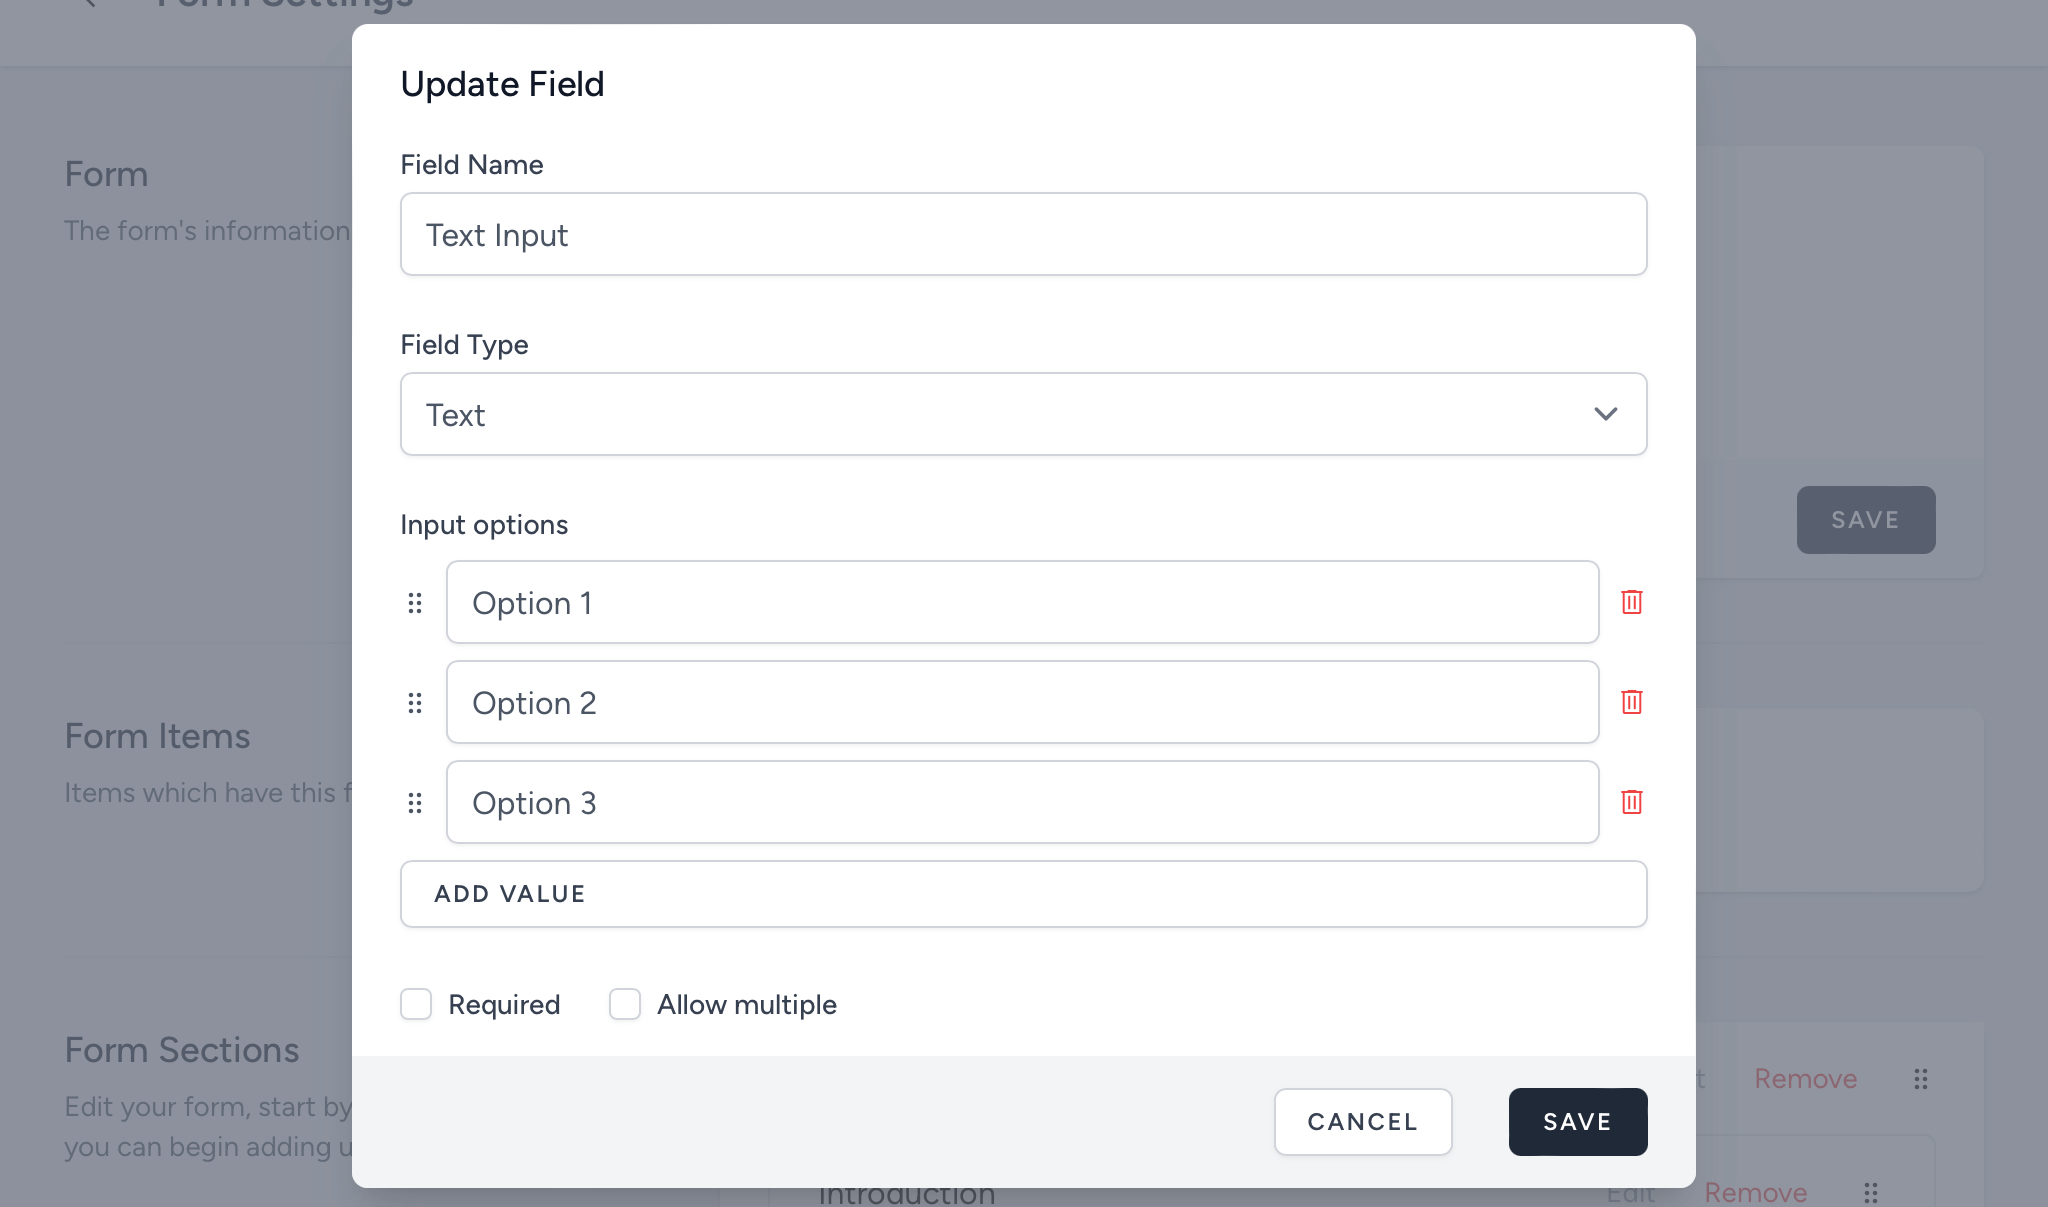 Form Settings
Update Field
Field Name
Text Input
Field Type
Text
Input options
Option 1
Option 2
Option 3
ADD VALUE
Required
Allow multiple
CANCEL
SAVE
Form
The form's information
SAVE
Form Items
Items which have this
Form Sections
Edit your form, start by
you can begin adding
Remove
Introduction
Edit
Remove